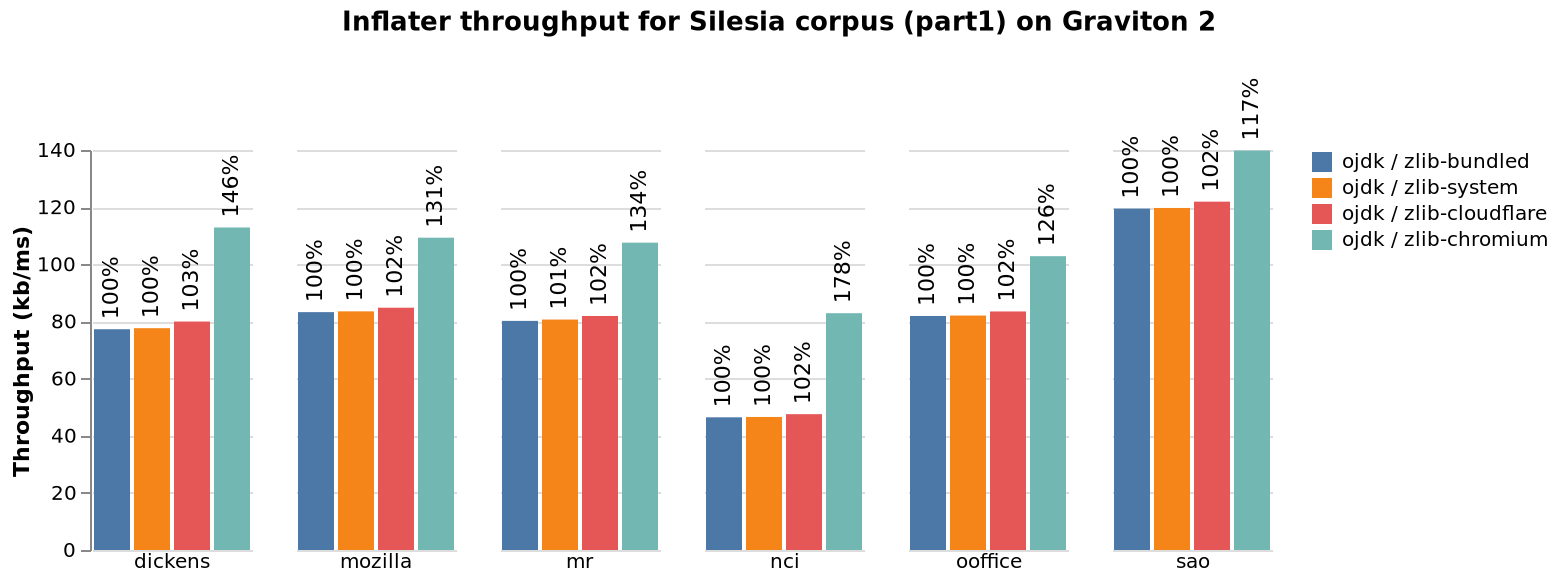 Inflater throughput for Silesia corpus (part1) on Graviton 2
Throughput (kb/ms)
140
120
100
80
60
40
20
0
100%
100%
103%
146%
dickens
100%
100%
102%
131%
mozilla
100%
101%
102%
134%
mr
100%
100%
102%
178%
nci
100%
100%
102%
126%
ooffice
100%
100%
102%
117%
sao
ojdk / zlib-bundled
ojdk / zlib-system
ojdk / zlib-cloudflare
ojdk / zlib-chromium